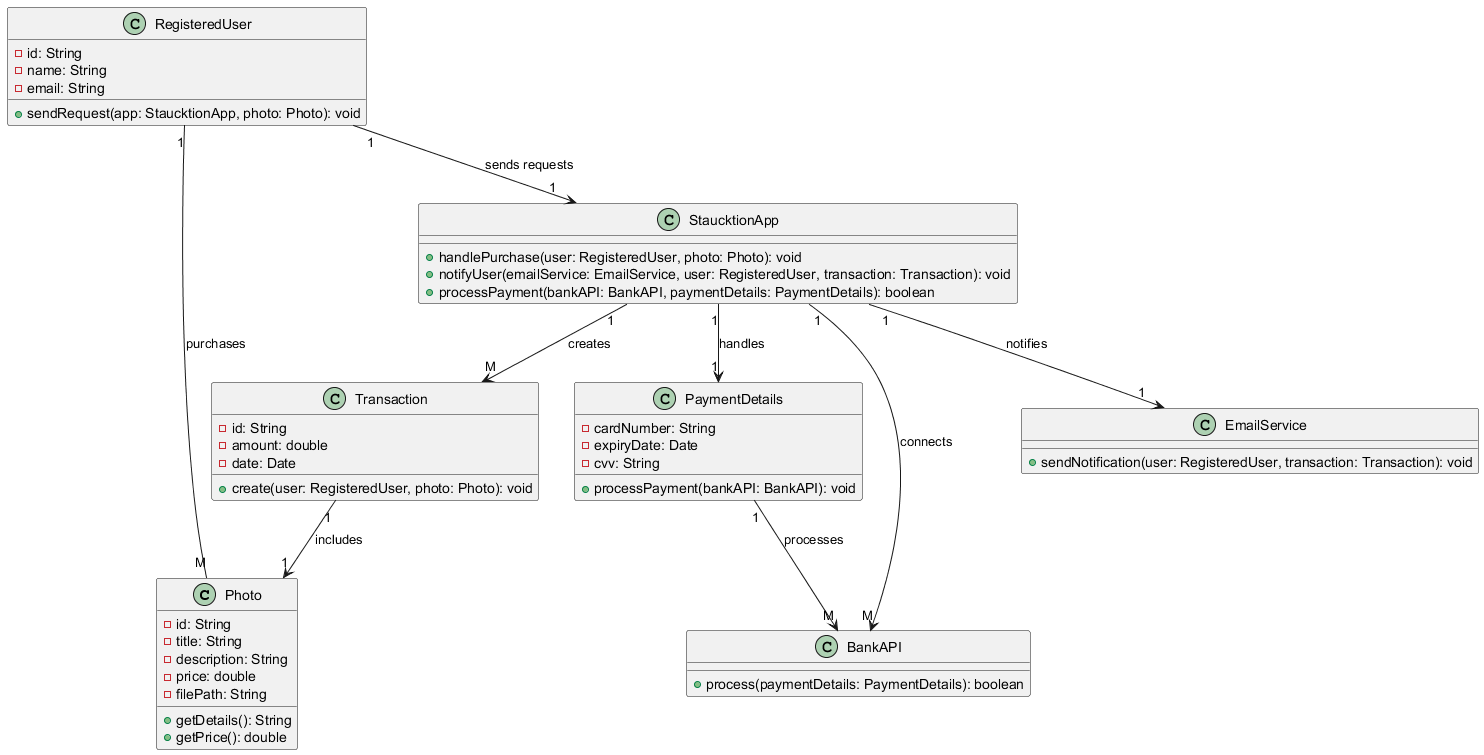 C RegisteredUser
id: String
name: String
email: String
sendRequest(app: StaucktionApp, photo: Photo): void
1
1
sends requests
1
C StaucktionApp
handlePurchase(user: RegisteredUser, photo: Photo): void
notifyUser(emailService: EmailService, user: RegisteredUser, transaction: Transaction): void
processPayment(bankAPI: BankAPI, paymentDetails: PaymentDetails): boolean
1
1
1
1
purchases
creates
handles
notifies
M
1
1
C Transaction
id: String
amount: double
date: Date
create(user: RegisteredUser, photo: Photo): void
C PaymentDetails
cardNumber: String
expiryDate: Date
cvv: String
processPayment(bankAPI: BankAPI): void
connects
C EmailService
sendNotification(user: RegisteredUser, transaction: Transaction): void
1
1
includes
processes
M
1
M
M
C Photo
id: String
title: String
description: String
price: double
filePath: String
getDetails(): String
getPrice(): double
C BankAPI
process(paymentDetails: PaymentDetails): boolean